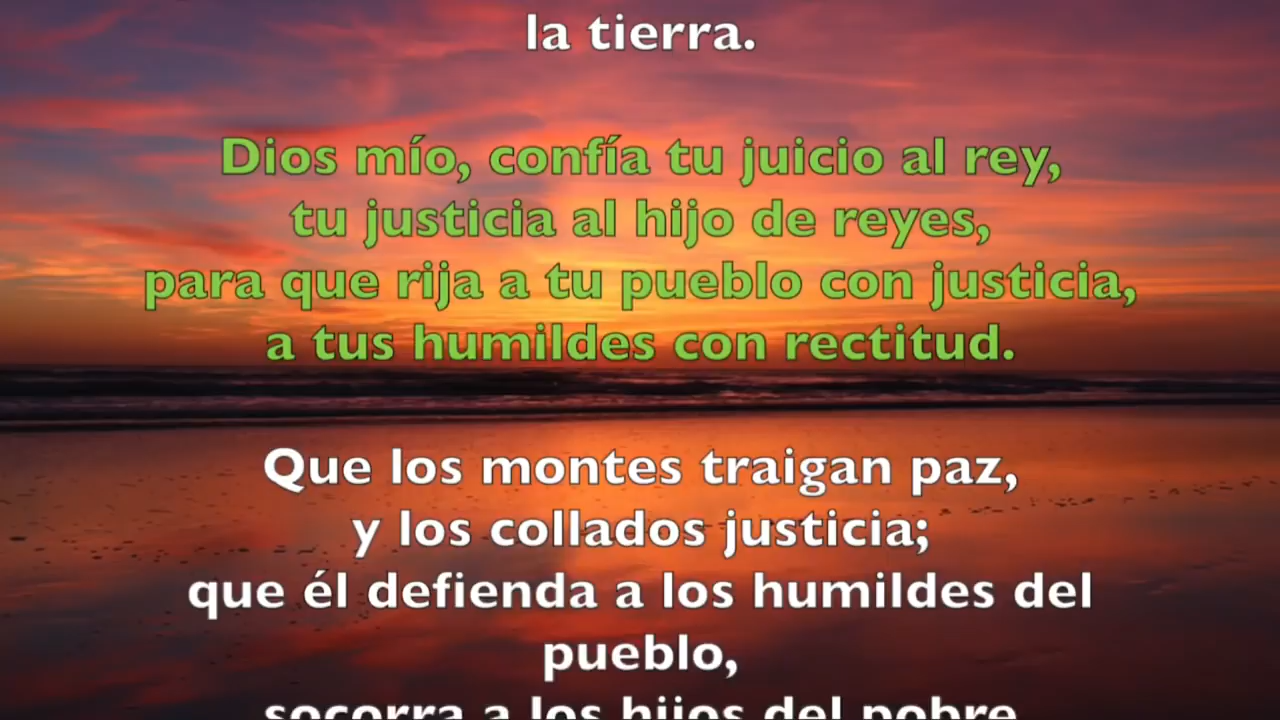 la tierra.
Dios mío, confía tu juicio al rey,
tu justicia al hijo de reyes,
para que rija a tu pueblo con justicia,
a tus humildes con rectitud.
Que los montes traigan paz,
y los collados justicia;
que él defienda a los humildes del
pueblo,
socorra a los hijos del pobre